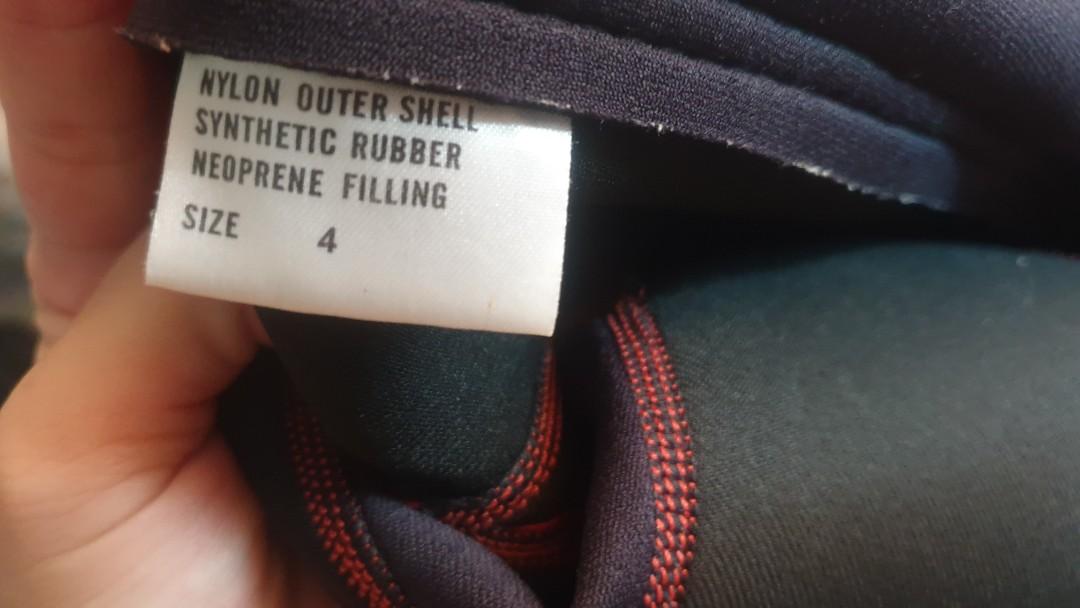 NYLON OUTER SHELL
SYNTHETIC RUBBER
NEOPRENE FILLING
SIZE 4